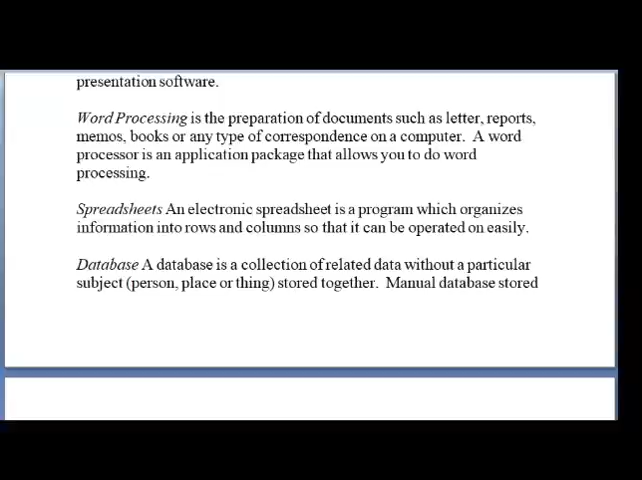 presentation software.
Word Processing is the preparation of documents such as letter, reports,
memos, books or any type of correspondence on a computer. A word
processor is an application package that allows you to do word
processing.
Spreadsheets An electronic spreadsheet is a program which organizes
information into rows and columns so that it can be operated on easily.
Database A database is a collection of related data without a particular
subject (person, place or thing) stored together. Manual database stored